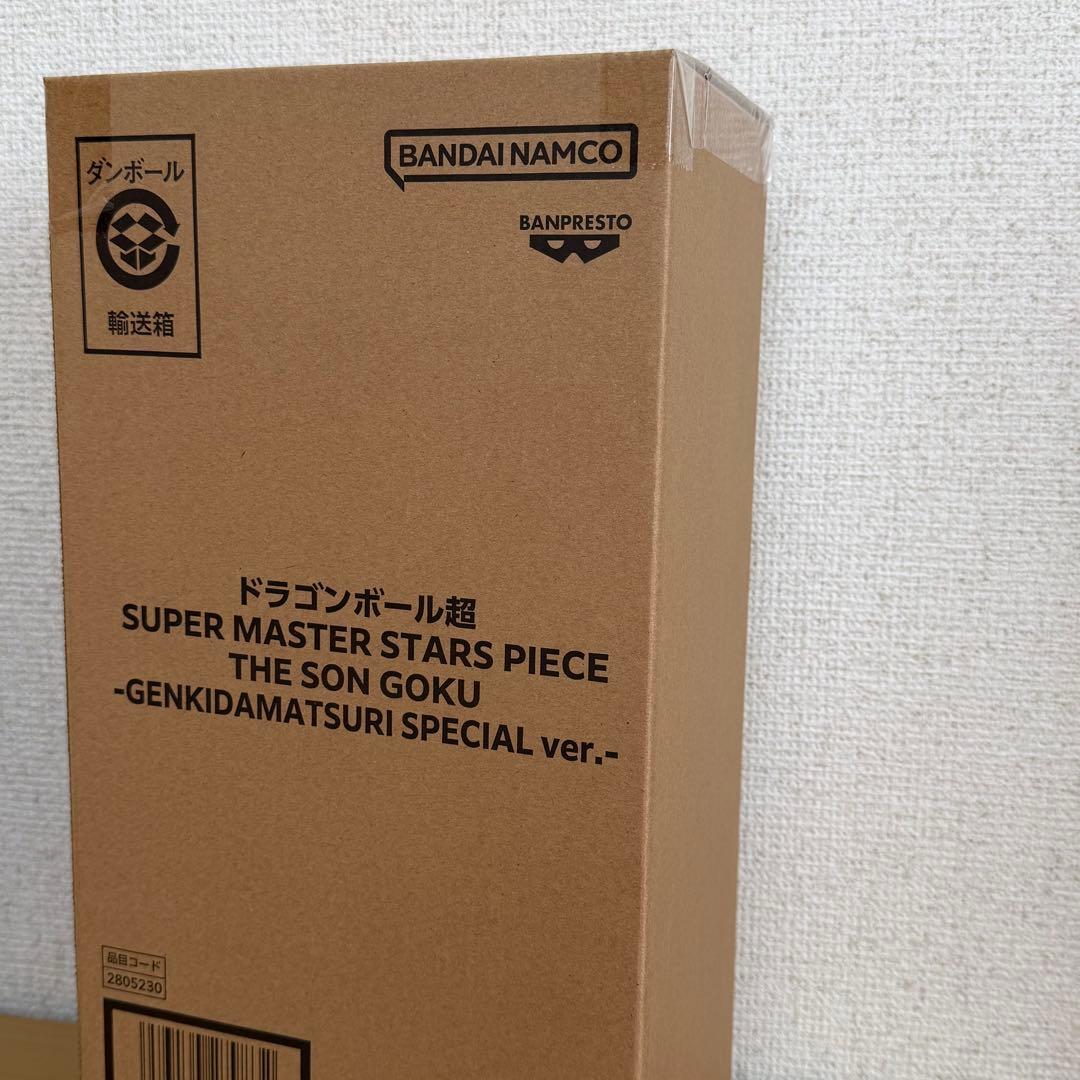 ダンボール
輸送箱
BANDAI NAMCO
BANPRESTO
ドラゴンボール超
SUPER MASTER STARS PIECE
THE SON GOKU
-GENKIDAMATSURI SPECIAL ver.-
品目コード
2805230